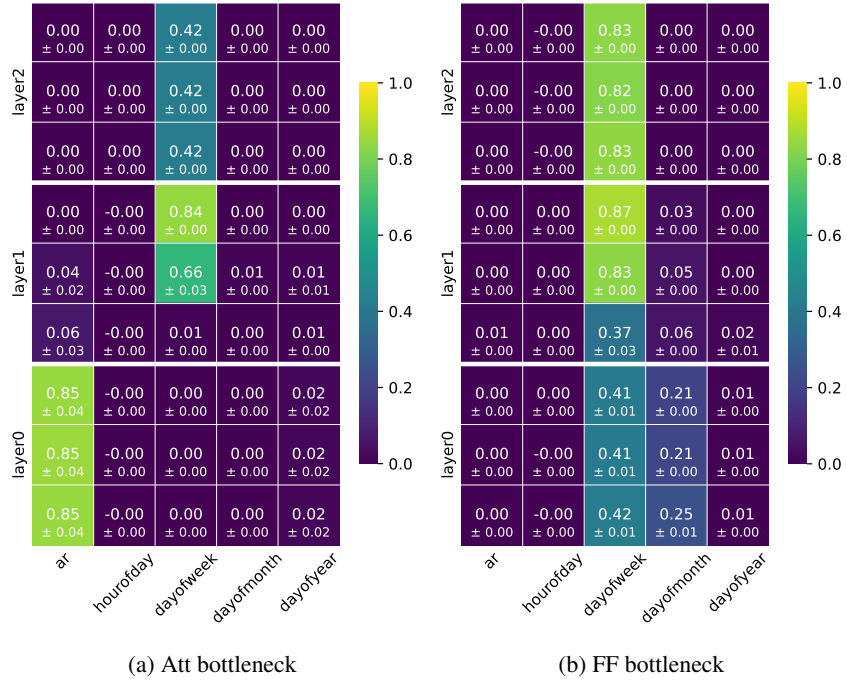 0.00 0.00 0.42 0.00 0.00
± 0.00 ± 0.00 ± 0.00 ± 0.00 ± 0.00
0.00 0.00 0.42 0.00 0.00
± 0.00 ± 0.00 ± 0.00 ± 0.00 ± 0.00
0.00 0.00 0.42 0.00 0.00
± 0.00 ± 0.00 ± 0.00 ± 0.00 ± 0.00
layer2
0.00 -0.00 0.84 0.00 0.00
± 0.00 ± 0.00 ± 0.00 ± 0.00 ± 0.00
0.04 -0.00 0.66 0.01 0.01
± 0.02 ± 0.00 ± 0.03 ± 0.00 ± 0.01
0.06 -0.00 0.01 0.00 0.01
± 0.03 ± 0.00 ± 0.00 ± 0.00 ± 0.00
layer1
0.85 -0.00 0.00 0.00 0.02
± 0.04 ± 0.00 ± 0.00 ± 0.00 ± 0.02
0.85 -0.00 0.00 0.00 0.02
± 0.04 ± 0.00 ± 0.00 ± 0.00 ± 0.02
0.85 -0.00 0.00 0.00 0.02
± 0.04 ± 0.00 ± 0.00 ± 0.00 ± 0.02
layer0
ar hourofday dayofweek dayofmonth dayofyear
1.0
0.8
0.6
0.4
0.2
0.0
(a) Att bottleneck
0.00 -0.00 0.83 0.00 0.00
± 0.00 ± 0.00 ± 0.00 ± 0.00 ± 0.00
0.00 -0.00 0.82 0.00 0.00
± 0.00 ± 0.00 ± 0.00 ± 0.00 ± 0.00
0.00 -0.00 0.83 0.00 0.00
± 0.00 ± 0.00 ± 0.00 ± 0.00 ± 0.00
layer2
0.00 0.00 0.87 0.03 0.00
± 0.00 ± 0.00 ± 0.00 ± 0.00 ± 0.00
0.00 0.00 0.83 0.05 0.00
± 0.00 ± 0.00 ± 0.00 ± 0.00 ± 0.00
0.01 0.00 0.37 0.06 0.02
± 0.00 ± 0.00 ± 0.03 ± 0.00 ± 0.01
layer1
0.00 -0.00 0.41 0.21 0.01
± 0.00 ± 0.00 ± 0.01 ± 0.00 ± 0.00
0.00 -0.00 0.41 0.21 0.01
± 0.00 ± 0.00 ± 0.01 ± 0.00 ± 0.00
0.00 -0.00 0.42 0.25 0.01
± 0.00 ± 0.00 ± 0.01 ± 0.01 ± 0.00
layer0
ar hourofday dayofweek dayofmonth dayofyear
1.0
0.8
0.6
0.4
0.2
0.0
(b) FF bottleneck